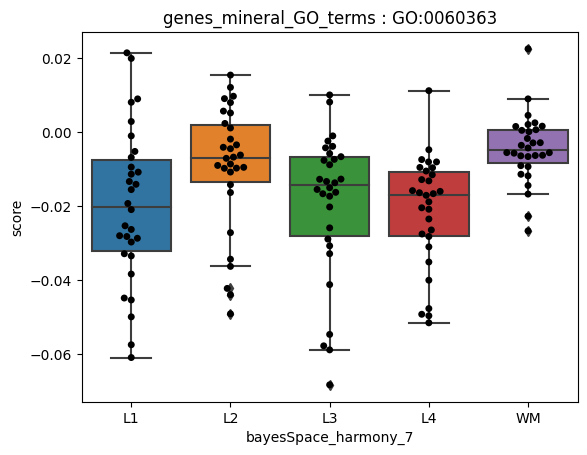 genes_mineral_GO_terms : GO:0060363
score
0.02
0.00
−0.02
−0.04
−0.06
L1 L2 L3 L4 WM
bayesSpace_harmony_7